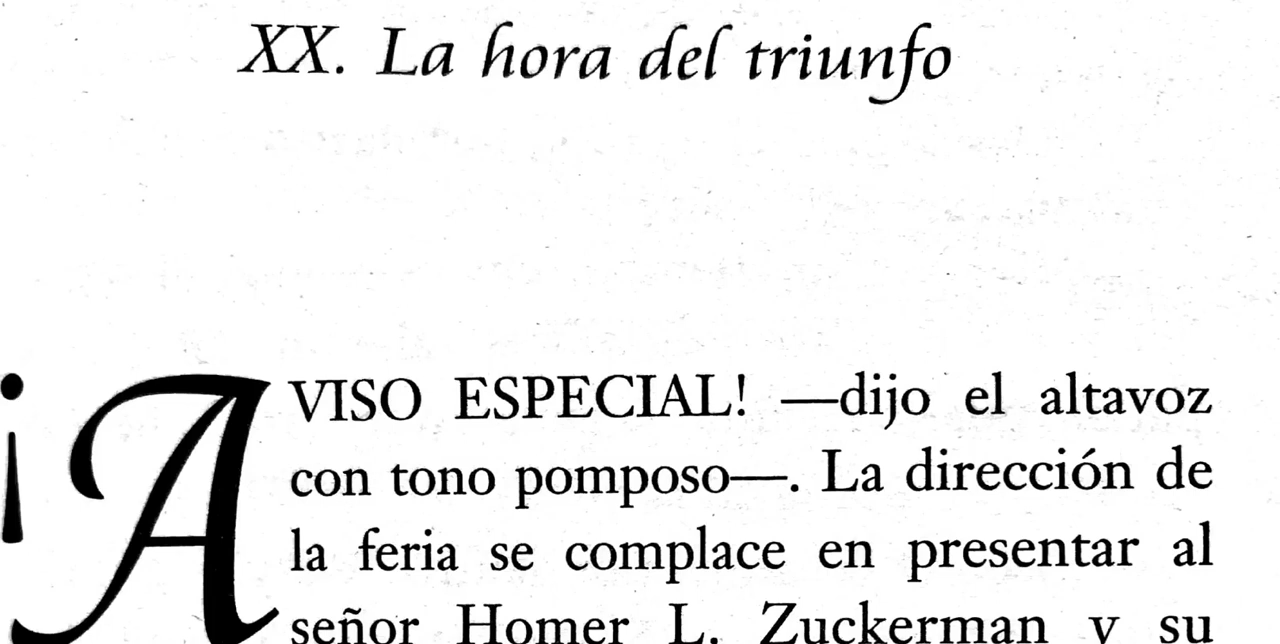 XX. La hora del triunfo
¡AVISO ESPECIAL! —dijo el altavoz
con tono pomposo—. La dirección de
la feria se complace en presentar al
señor Homer L. Zuckerman y su